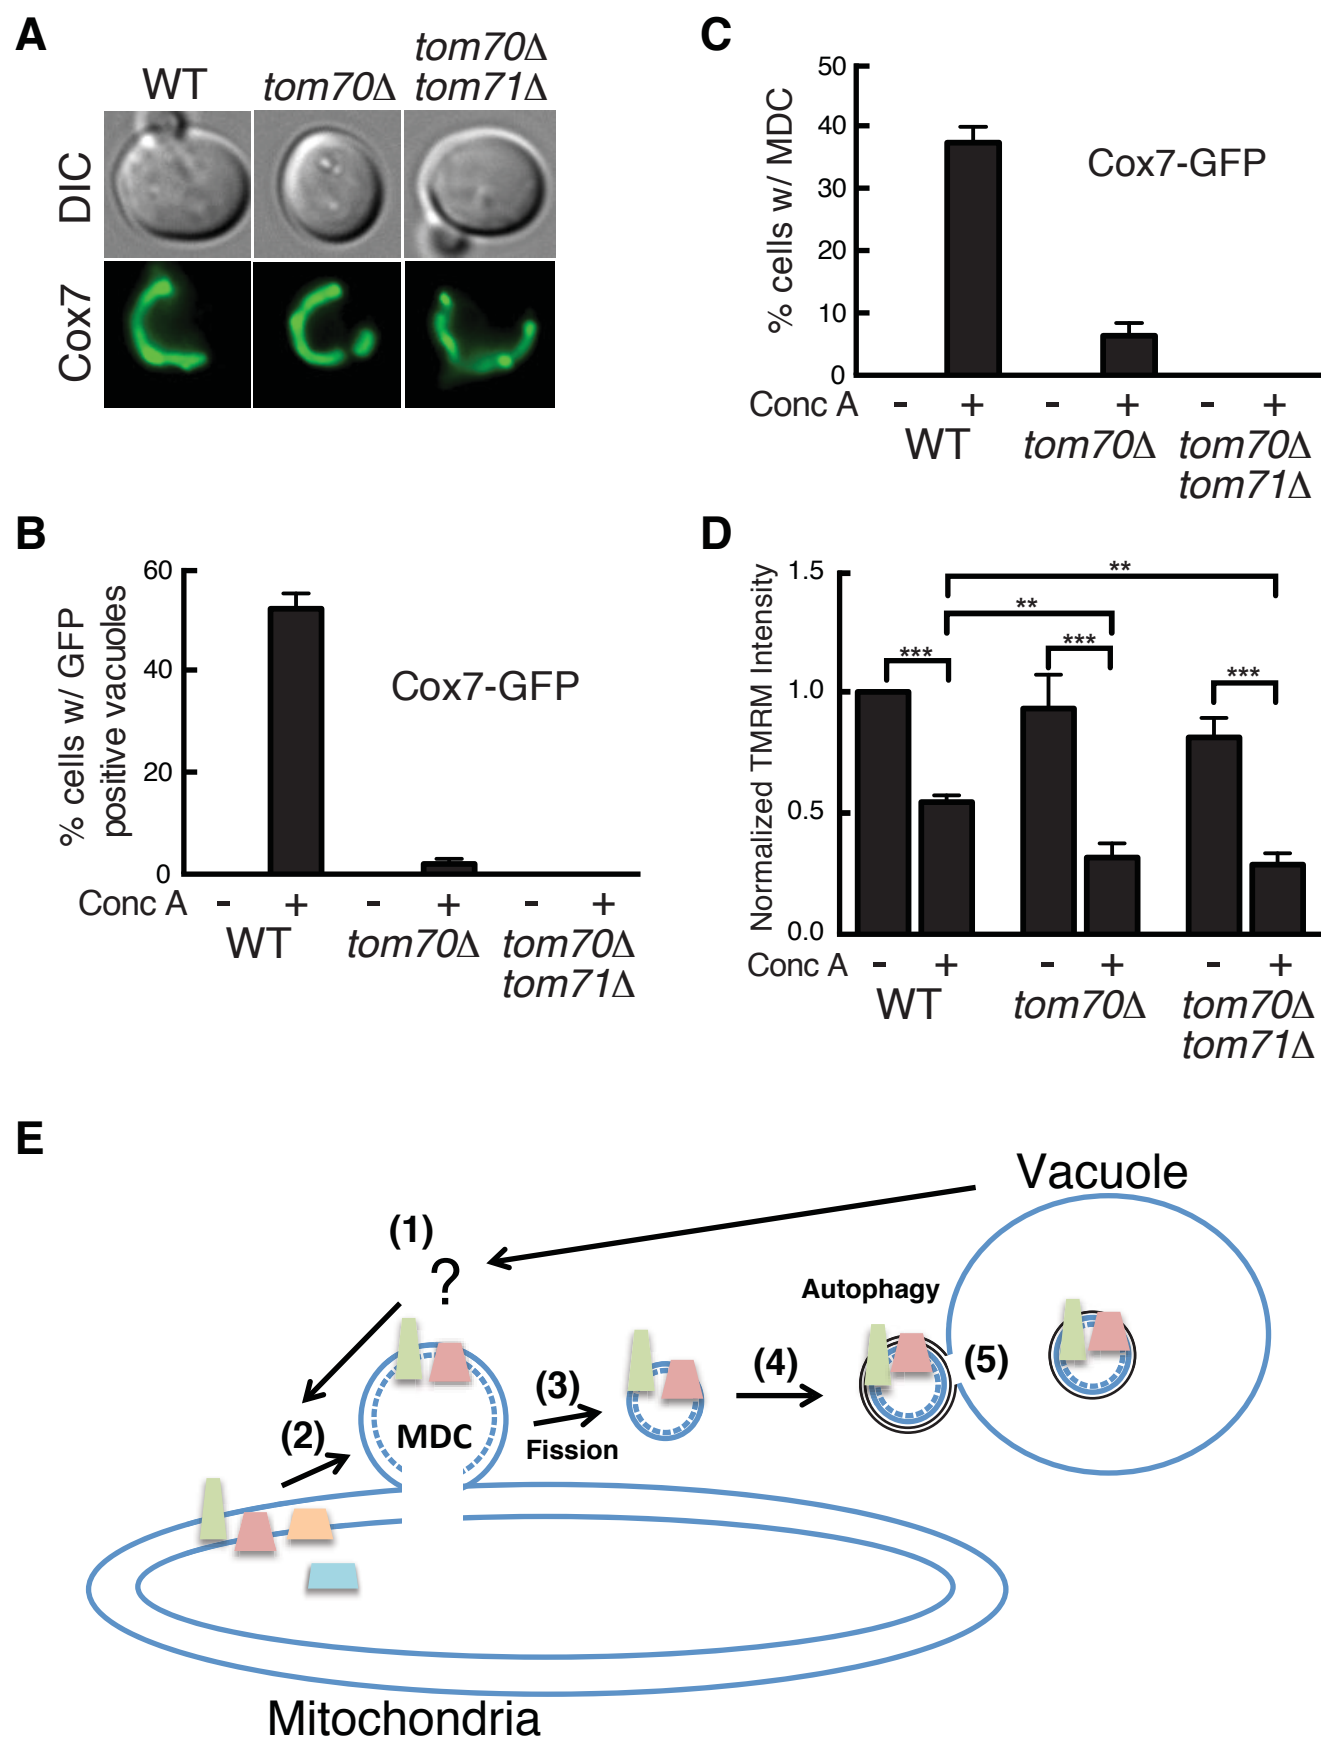 A
WT
tom70Δ
tom70Δ
tom71Δ
DIC
Cox7
B
% cells w/ GFP
positive vacuoles
60
40
20
0
Cox7-GFP
Conc A - + - + - +
WT
tom70Δ
tom70Δ
tom71Δ
C
% cells w/ MDC
50
40
30
20
10
0
Cox7-GFP
Conc A - + - + - +
WT
tom70Δ
tom70Δ
tom71Δ
D
Normalized TMRM Intensity
1.5
1.0
0.5
0.0
**
**
***
***
***
Conc A - + - + - +
WT
tom70Δ
tom70Δ
tom71Δ
E
Vacuole
(1)
?
Autophagy
(2)
MDC
(3)
Fission
(4)
(5)
Mitochondria